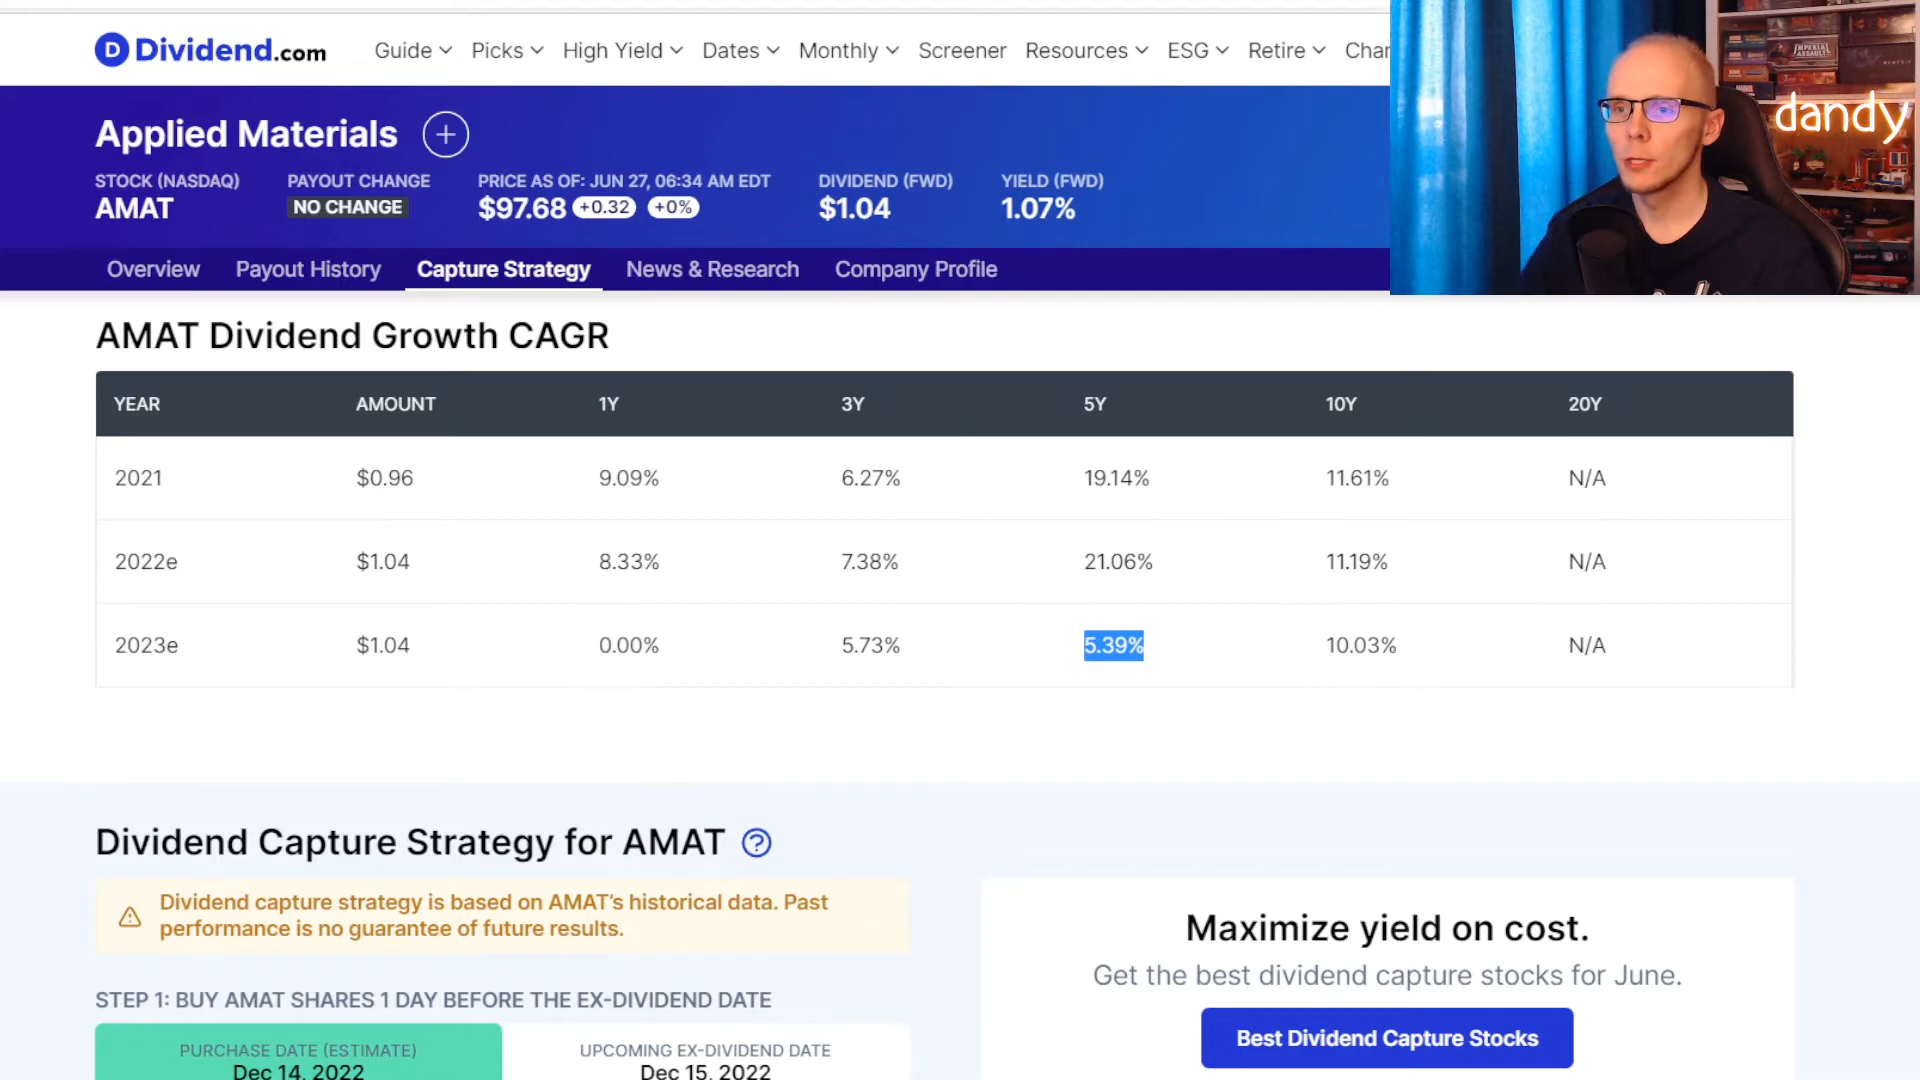 Dividend.com
Guide Picks High Yield Dates Monthly Screener Resources ESG Retire Char
Applied Materials
STOCK (NASDAQ) PAYOUT CHANGE PRICE AS OF: JUN 27, 06:34 AM EDT DIVIDEND (FWD) YIELD (FWD)
AMAT NO CHANGE $97.68 +0.32 +0% $1.04 1.07%
Overview Payout History Capture Strategy News & Research Company Profile
dandy
IMPERIAL ASSAULT
AMAT Dividend Growth CAGR
YEAR AMOUNT 1Y 3Y 5Y 10Y 20Y
2021 $0.96 9.09% 6.27% 19.14% 11.61% N/A
2022e $1.04 8.33% 7.38% 21.06% 11.19% N/A
2023e $1.04 0.00% 5.73% 5.39% 10.03% N/A
Dividend Capture Strategy for AMAT ?
Dividend capture strategy is based on AMAT's historical data. Past
performance is no guarantee of future results.
STEP 1: BUY AMAT SHARES 1 DAY BEFORE THE EX-DIVIDEND DATE
PURCHASE DATE (ESTIMATE)
Dec 14, 2022
UPCOMING EX-DIVIDEND DATE
Dec 15, 2022
Maximize yield on cost.
Get the best dividend capture stocks for June.
Best Dividend Capture Stocks